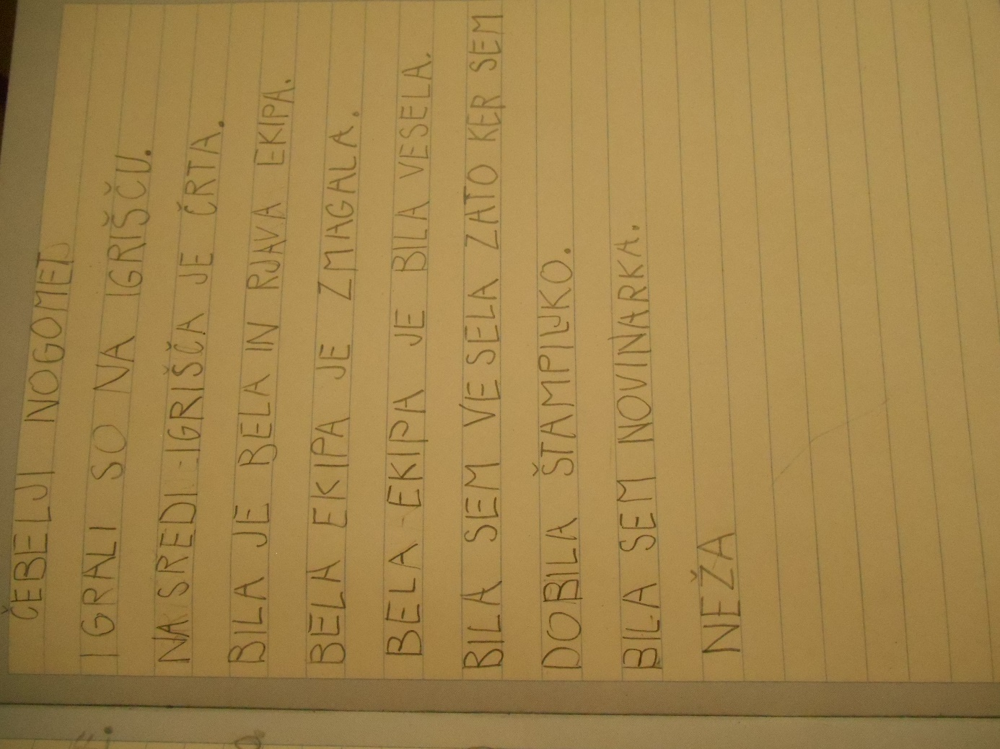 ČEBELJI NOGOMET
IGRALI SO NA IGRIŠČU.
NA SREDI IGRIŠČA JE ČRTA.
BILA JE BELA IN RJAVA EKIPA.
BELA EKIPA JE ZMAGALA.
BELA EKIPA JE BILA VESELA.
BILA SEM VESELA ZATO KER SEM
DOBILA ŠTAMPILJKO.
BILA SEM NOVINARKA.
NEŽA